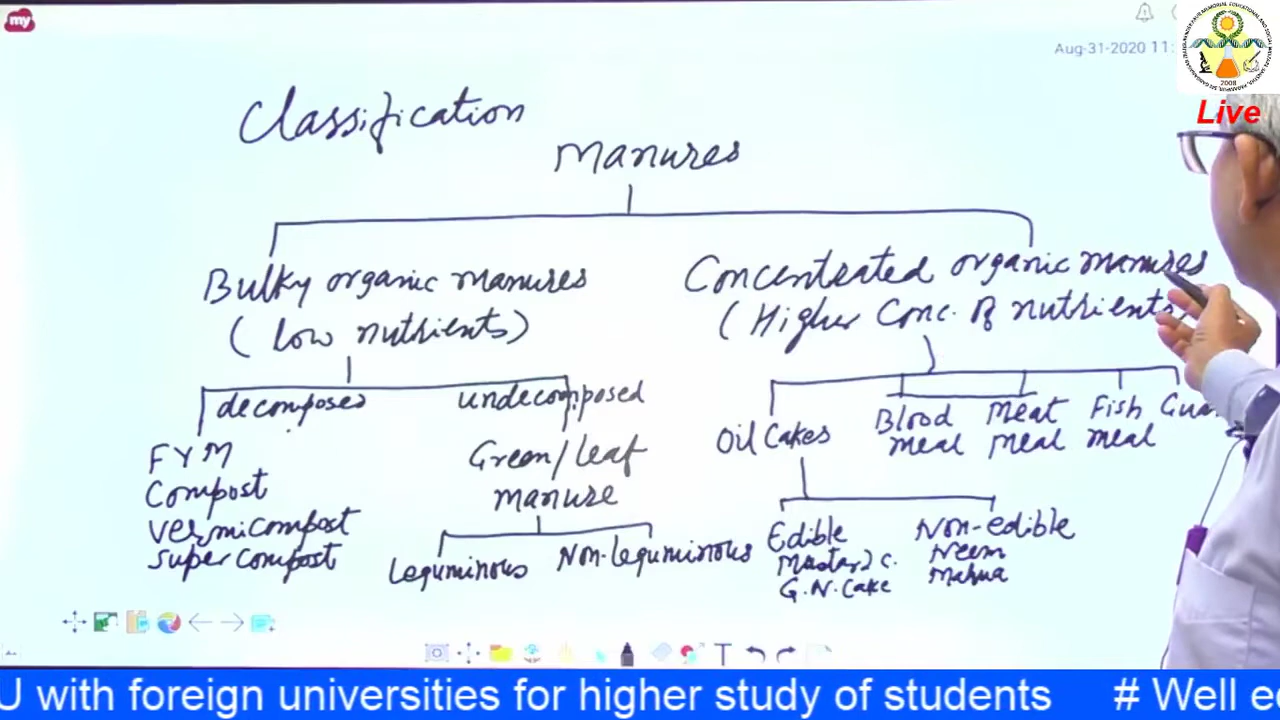 my
Aug-31-2020 11:
2008
Live
Classification
Manures
Bulky organic manures
(Low nutrients)
Concentrated organic manures
(Higher Conc. of nutrients
decomposed
undecomposed
FYM
Compost
Vermicompost
Super compost
Green/leaf
manure
Leguminous
Non-leguminous
Oil Cakes
Blood
meal
Meat
Meal
Fish
meal
Edible
Mustard c.
G.N. Cake
Non-edible
Neem
Mahua
T
U with foreign universities for higher study of students # Well e